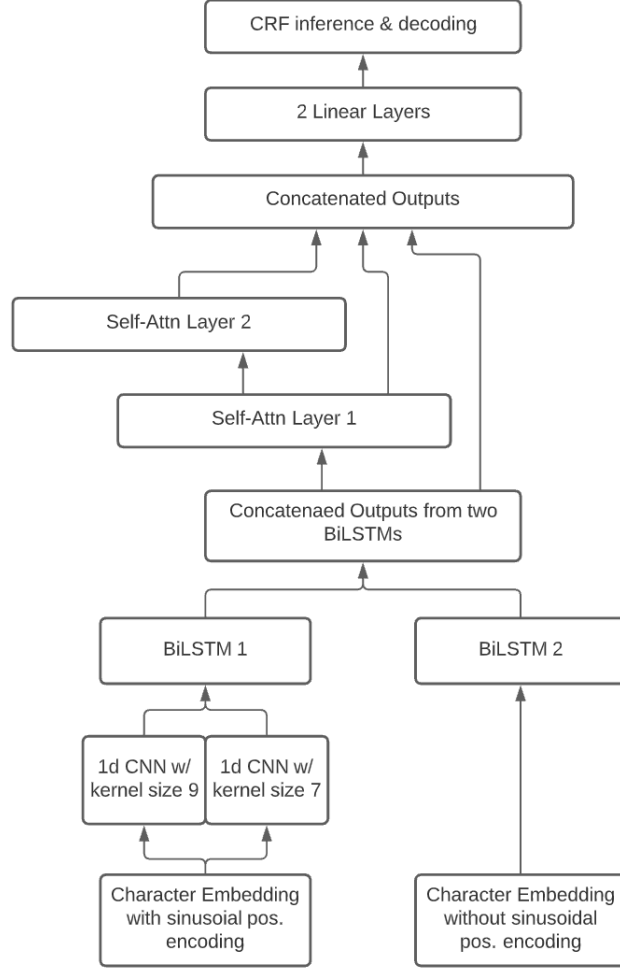 CRF inference & decoding
2 Linear Layers
Concatenated Outputs
Self-Attn Layer 2
Self-Attn Layer 1
Concatenaed Outputs from two
BiLSTMs
BiLSTM 1
BiLSTM 2
1d CNN w/
kernel size 9
1d CNN w/
kernel size 7
Character Embedding
with sinusoial pos.
encoding
Character Embedding
without sinusoidal
pos. encoding